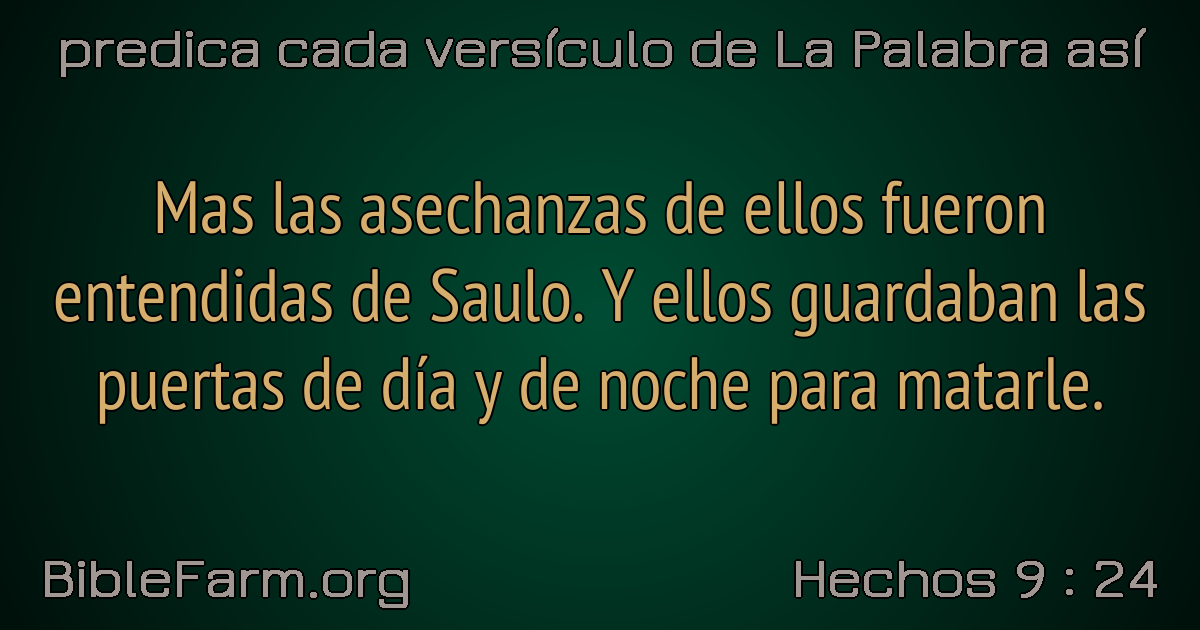 predica cada versículo de La Palabra así
Mas las asechanzas de ellos fueron
entendidas de Saulo. Y ellos guardaban las
puertas de día y de noche para matarle.
BibleFarm.org
Hechos 9 : 24